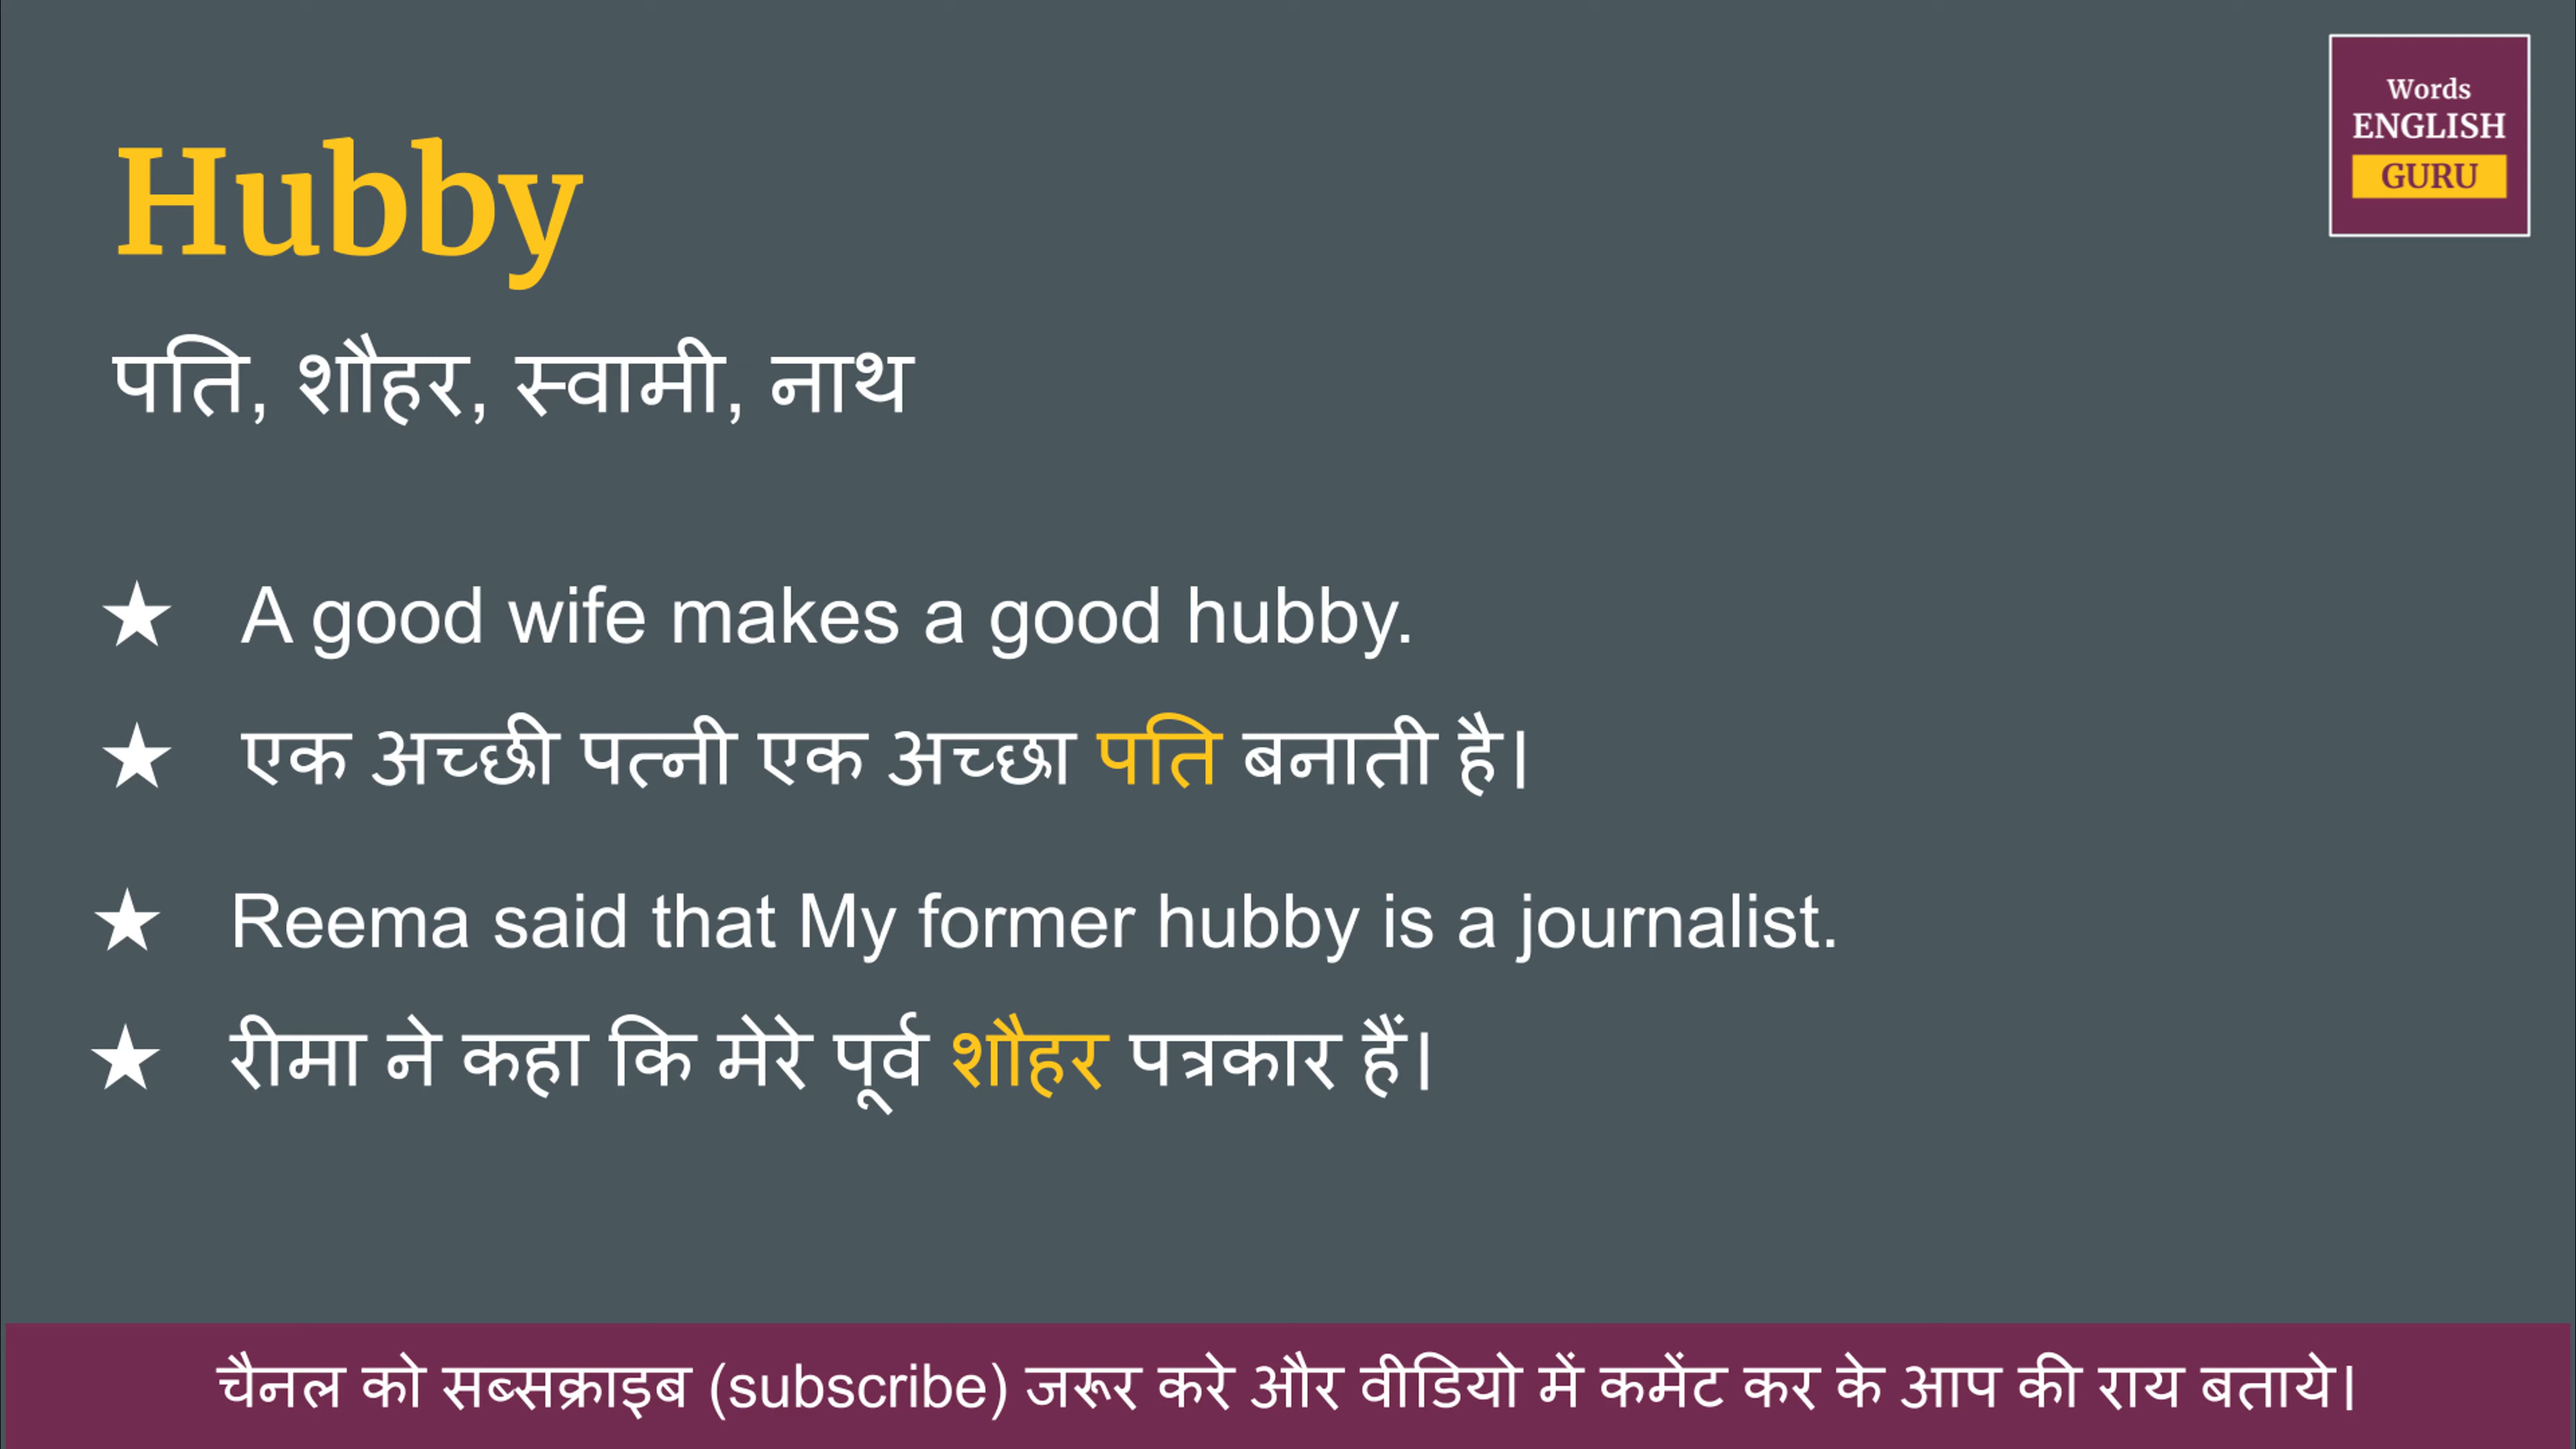 Words
ENGLISH
GURU
Hubby
पति, शौहर, स्वामी, नाथ
★ A good wife makes a good hubby.
★ एक अच्छी पत्नी एक अच्छा पति बनाती है।
★ Reema said that My former hubby is a journalist.
★ रीमा ने कहा कि मेरे पूर्व शौहर पत्रकार हैं।
चैनल को सब्सक्राइब (subscribe) जरूर करे और वीडियो में कमेंट कर के आप की राय बताये।